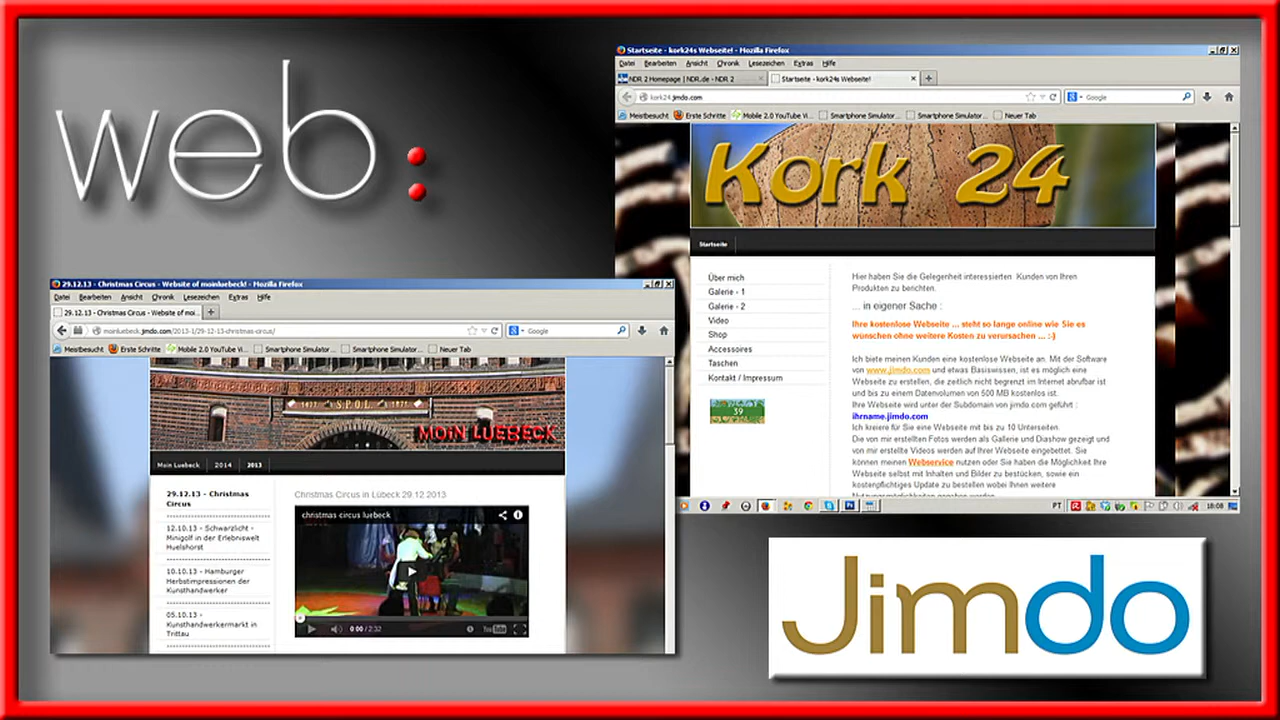 web:
Startseite - kork24s Webseite! - Mozilla Firefox
Datei Bearbeiten Ansicht Chronik Lesezeichen Extras Hilfe
NDR 2 Homepage | NDR.de - NDR 2
Startseite - kork24s Webseite!
kork24.jimdo.com
Google
Meistbesucht Erste Schritte Mobile 2.0 YouTube Vi... Smartphone Simulator... Smartphone Simulator... Neuer Tab
Kork 24
Startseite
Über mich
Galerie - 1
Galerie - 2
Video
Shop
Accessoires
Taschen
Kontakt / Impressum
39
Hier haben Sie die Gelegenheit interessierten Kunden von Ihren
Produkten zu berichten.
... in eigener Sache :
Ihre kostenlose Webseite ... steht so lange online wie Sie es
wünschen ohne weitere Kosten zu verursachen ... :-)
Ich biete meinen Kunden eine kostenlose Webseite an. Mit der Software
von www.jimdo.com und etwas Basiswissen, ist es möglich eine
Webseite zu erstellen, die zeitlich nicht begrenzt im Internet abrufbar ist
und bis zu einem Datenvolumen von 500 MB kostenlos ist.
Ihre Webseite wird unter der Subdomain von jimdo com geführt :
ihrname.jimdo.com
Ich kreiere für Sie eine Webseite mit bis zu 10 Unterseiten.
Die von mir erstellten Fotos werden als Galerie und Diashow gezeigt und
von mir erstellte Videos werden auf Ihrer Webseite eingebettet. Sie
können meinen Webservice nutzen oder Sie haben die Möglichkeit Ihre
Webseite selbst mit Inhalten und Bilder zu bestücken, sowie ein
kostenpflichtiges Update zu bestellen wobei Ihnen weitere
PT 18:08
29.12.13 - Christmas Circus - Website of moinluebeck! - Mozilla Firefox
Datei Bearbeiten Ansicht Chronik Lesezeichen Extras Hilfe
29.12.13 - Christmas Circus - Website of moi...
moinluebeck.jimdo.com/2013-1/29-12-13-christmas-circus/
Google
Meistbesucht Erste Schritte Mobile 2.0 YouTube Vi... Smartphone Simulator... Smartphone Simulator... Neuer Tab
1477 S.P.Q.L. 1871
MOIN LUEBECK
Moin Luebeck 2014 2013
29.12.13 - Christmas
Circus
12.10.13 - Schwarzlicht -
Minigolf in der Erlebniswelt
Huelshorst
10.10.13 - Hamburger
Herbstimpressionen der
Kunsthandwerker
05.10.13 -
Kunsthandwerkermarkt in
Trittau
Christmas Circus in Lübeck 29.12.2013
christmas circus luebeck
0:00 / 2:32
YouTube
Jimdo